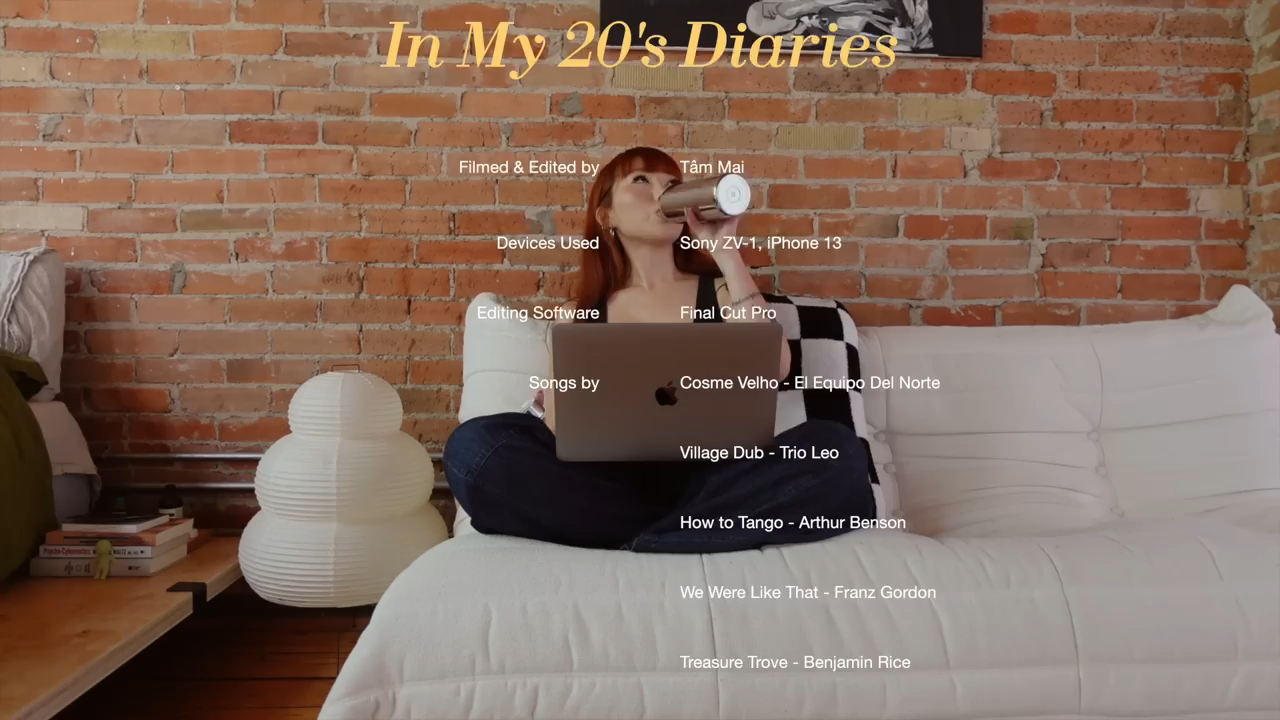 In My 20's Diaries
Filmed & Edited by Tâm Mai
Devices Used Sony ZV-1, iPhone 13
Editing Software Final Cut Pro
Songs by Cosme Velho - El Equipo Del Norte
Village Dub - Trio Leo
How to Tango - Arthur Benson
We Were Like That - Franz Gordon
Treasure Trove - Benjamin Rice
Psycho-Cybernetics